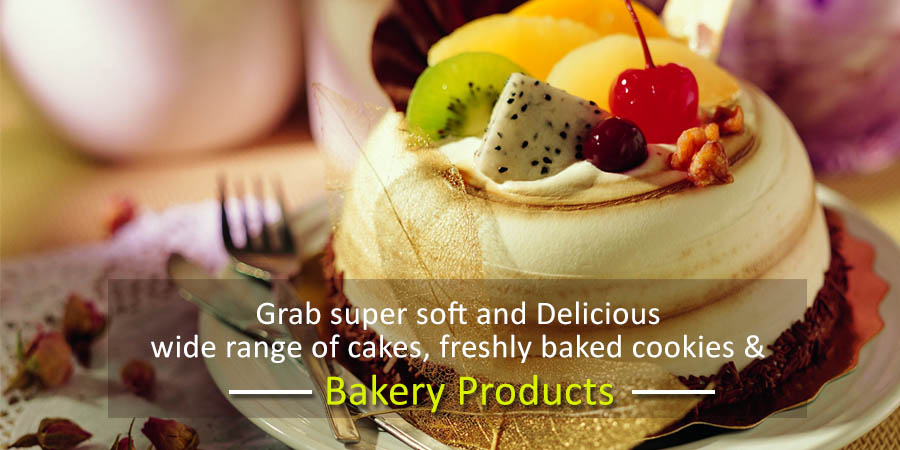 Grab super soft and Delicious
wide range of cakes, freshly baked cookies &
Bakery Products